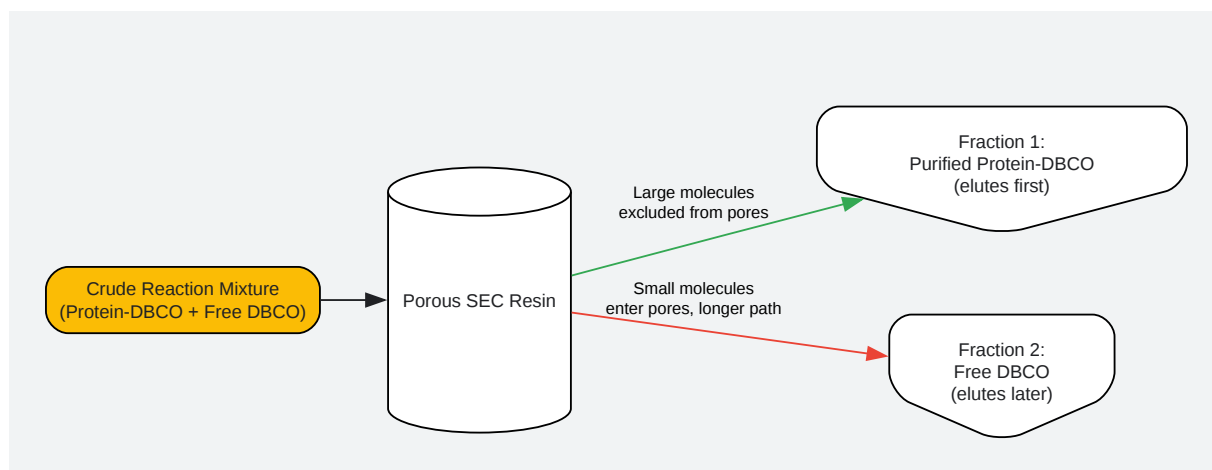 Crude Reaction Mixture
(Protein-DBCO + Free DBCO)
Porous SEC Resin
Large molecules
excluded from pores
Small molecules
enter pores, longer path
Fraction 1:
Purified Protein-DBCO
(elutes first)
Fraction 2:
Free DBCO
(elutes later)